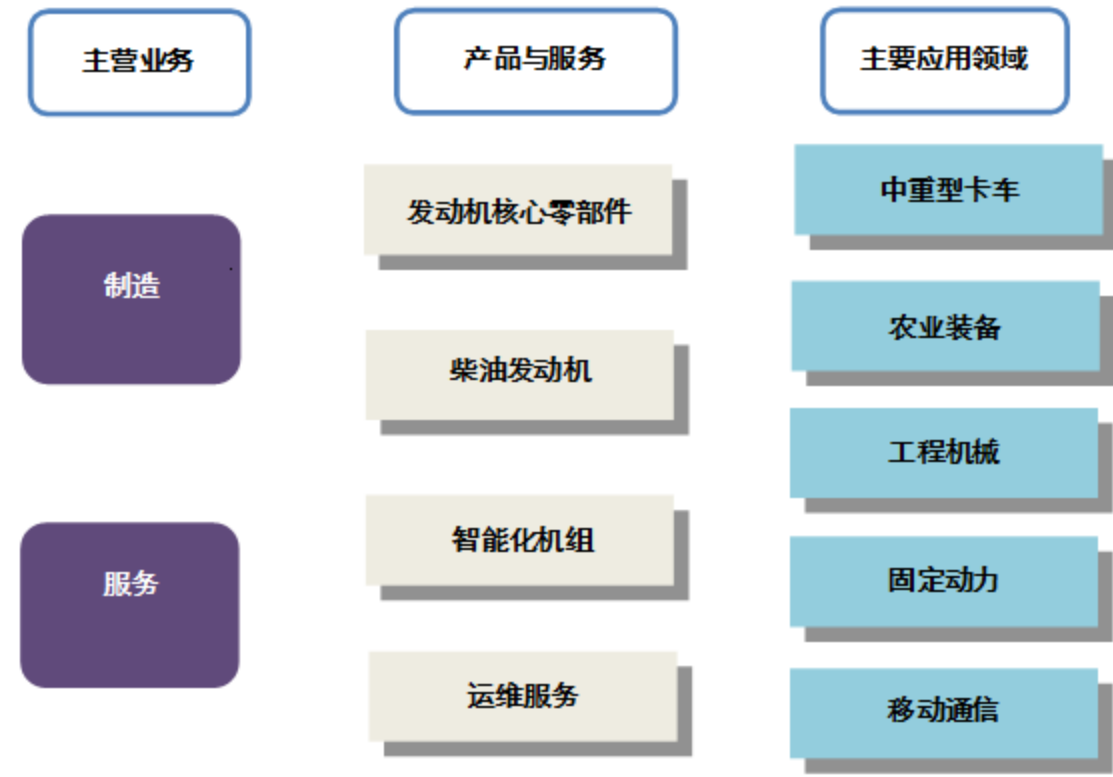 主营业务
产品与服务
主要应用领域
制造
服务
发动机核心零部件
柴油发动机
智能化机组
运维服务
中重型卡车
农业装备
工程机械
固定动力
移动通信